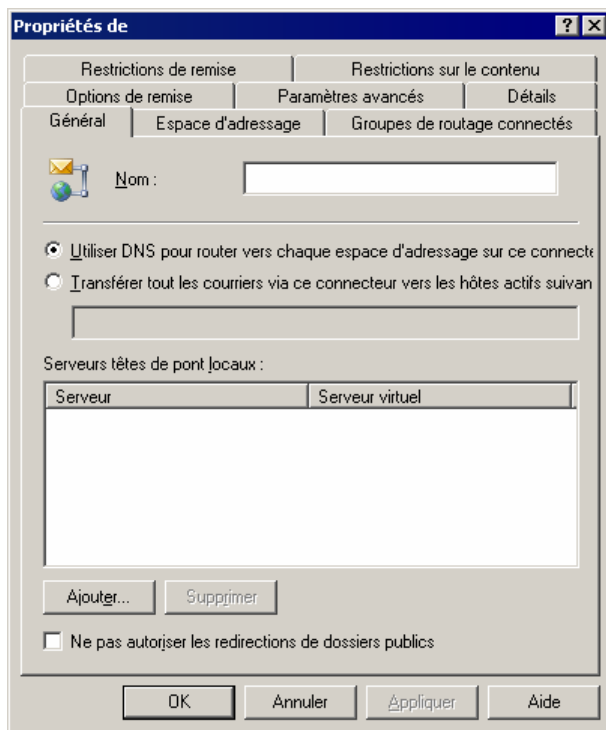 Propriétés de
Restrictions de remise Restrictions sur le contenu
Options de remise Paramètres avancés Détails
Général Espace d'adressage Groupes de routage connectés
Nom :
Utiliser DNS pour router vers chaque espace d'adressage sur ce connecte
Transférer tout les courriers via ce connecteur vers les hôtes actifs suivan
Serveurs têtes de pont locaux :
Serveur Serveur virtuel
Ajouter... Supprimer
Ne pas autoriser les redirections de dossiers publics
OK Annuler Appliquer Aide